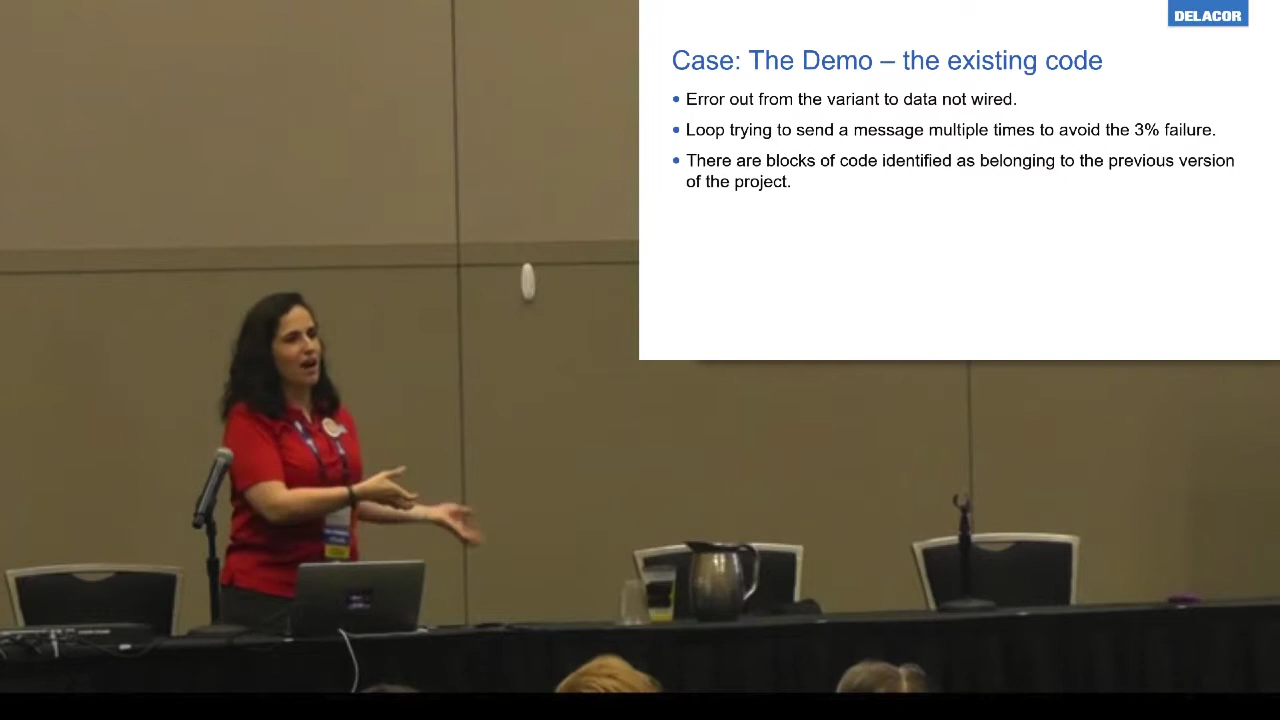 DELACOR
Case: The Demo – the existing code
• Error out from the variant to data not wired.
• Loop trying to send a message multiple times to avoid the 3% failure.
• There are blocks of code identified as belonging to the previous version
of the project.